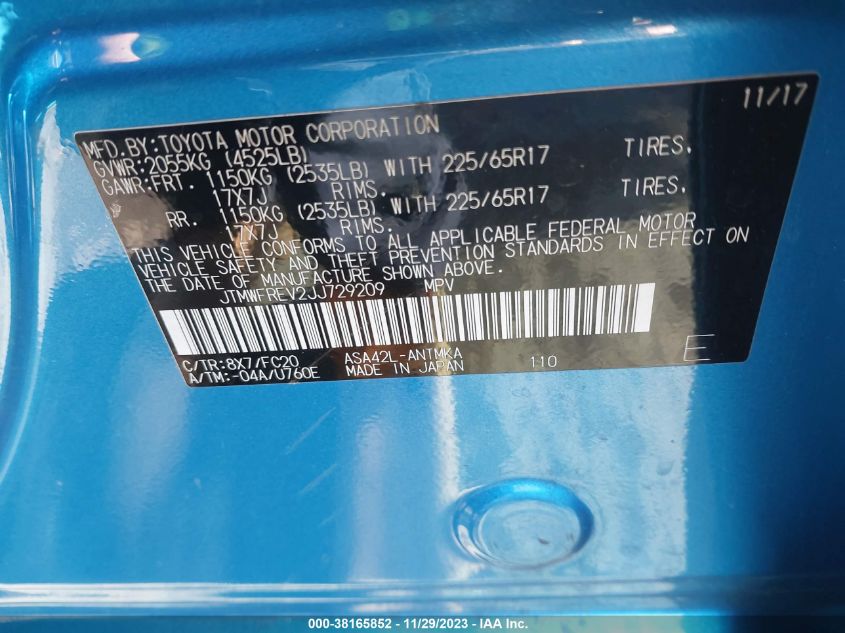 11/17
MFD.BY:TOYOTA MOTOR CORPORATION
GVWR:2055KG (4525LB)
GAWR:FRT. 1150KG (2535LB) WITH 225/65R17 TIRES,
17X7J RIMS.
RR. 1150KG (2535LB) WITH 225/65R17 TIRES,
17X7J RIMS.
THIS VEHICLE CONFORMS TO ALL APPLICABLE FEDERAL MOTOR
VEHICLE SAFETY AND THEFT PREVENTION STANDARDS IN EFFECT ON
THE DATE OF MANUFACTURE SHOWN ABOVE.
JTMWFREV2JJ729209 MPV
C/TR:8X7/FC20 ASA42L-ANTMKA E
A/TM:-04A/U760E MADE IN JAPAN 110
000-38165852 - 11/29/2023 - IAA Inc.